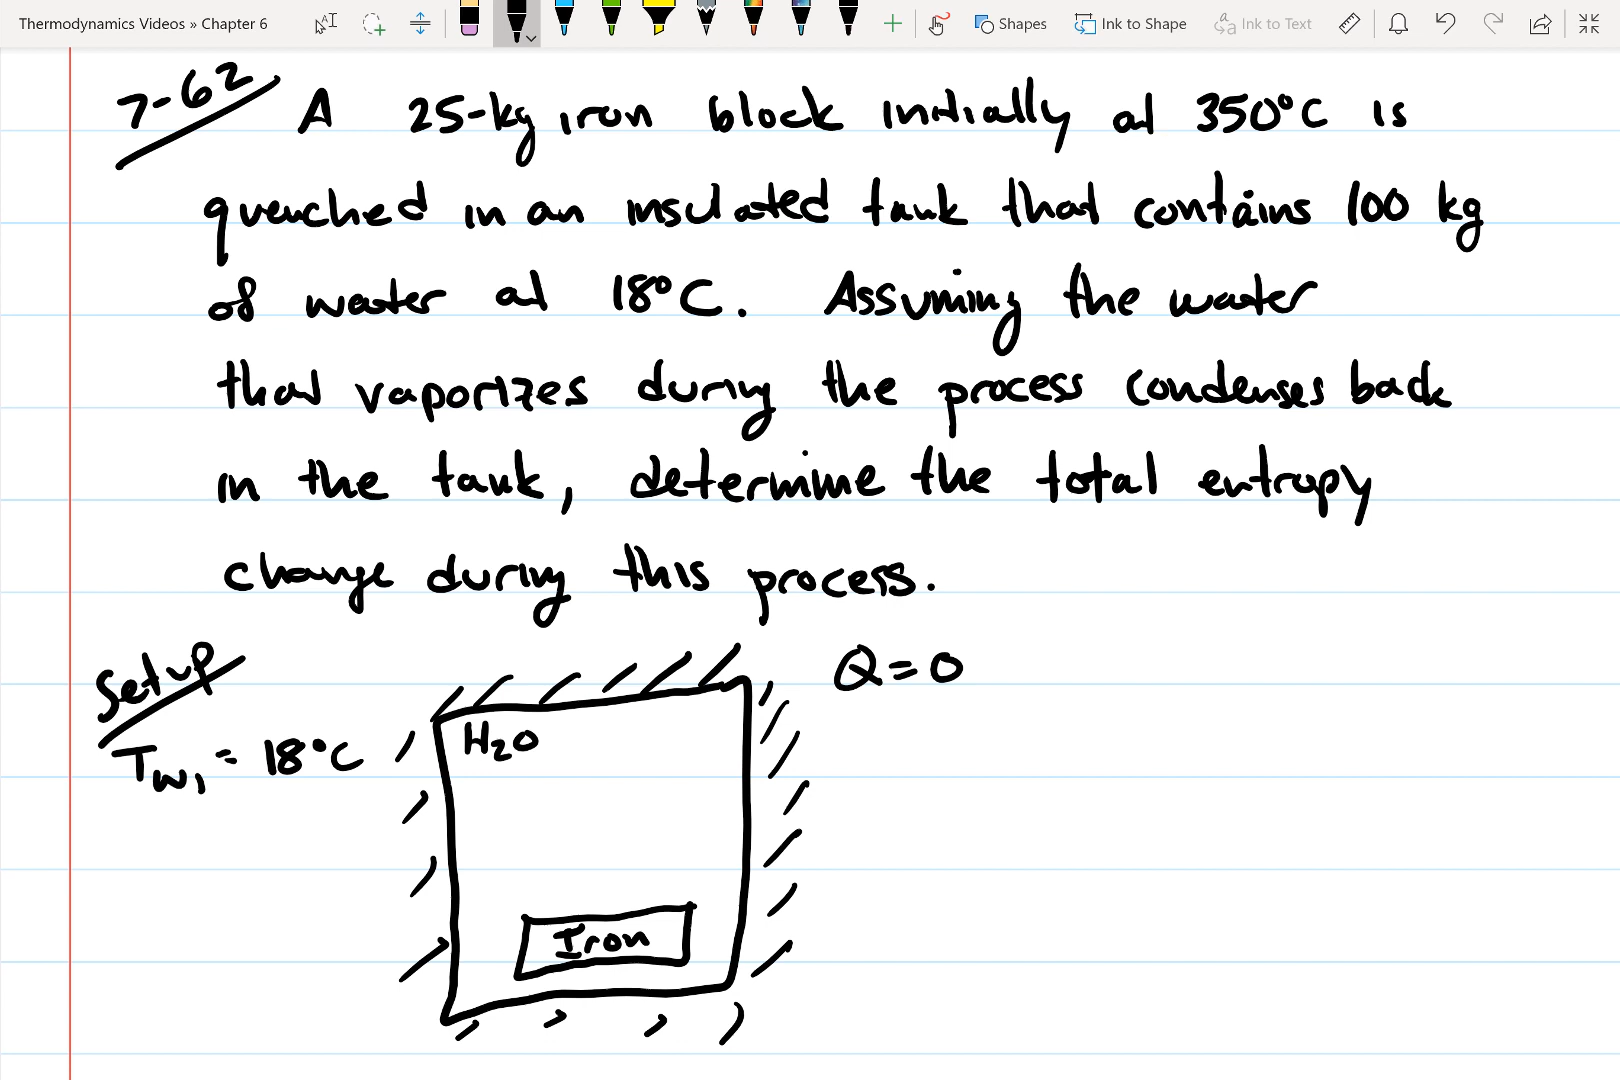 Thermodynamics Videos » Chapter 6
Shapes
Ink to Shape
Ink to Text
7-62 A 25-kg iron block initially at 350°C is
quenched in an insulated tank that contains 100 kg
of water at 18°C. Assuming the water
that vaporizes during the process condenses back
in the tank, determine the total entropy
change during this process.
Setup
Q=0
H2O
Tw1 = 18°C
Iron